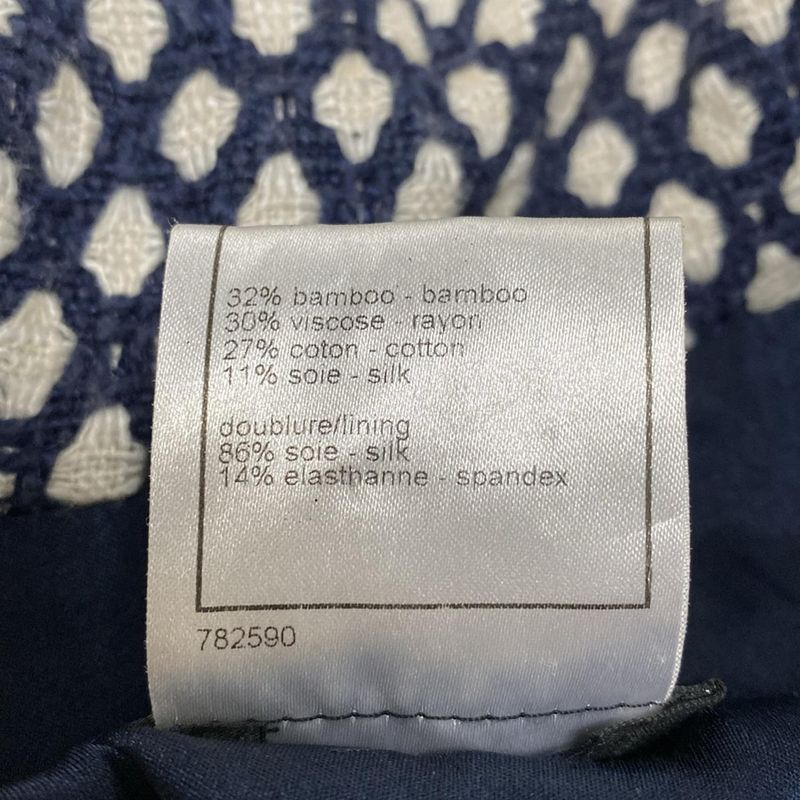 32% bamboo - bamboo
30% viscose - rayon
27% coton - cotton
11% soie - silk
doublure/lining
86% soie - silk
14% elasthanne - spandex
782590